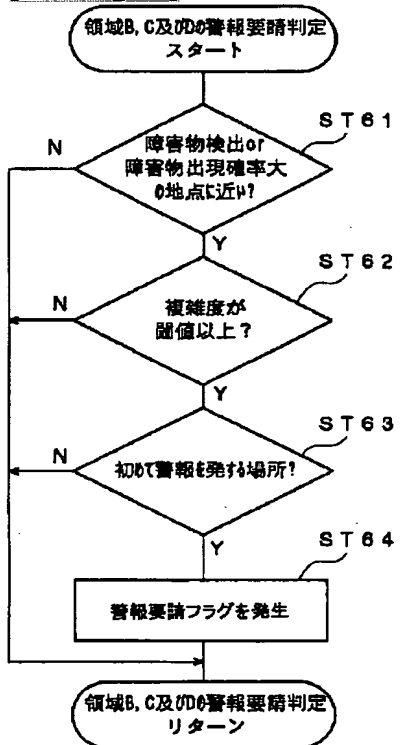 領域B,C及びDの警報要請判定
スタート
ST61
N
障害物検出or
障害物出現確率大
の地点に近い?
Y
ST62
N
複雑度が
閾値以上?
Y
ST63
N
初めて警報を発する場所?
Y
ST64
警報要請フラグを発生
領域B,C及びDの警報要請判定
リターン